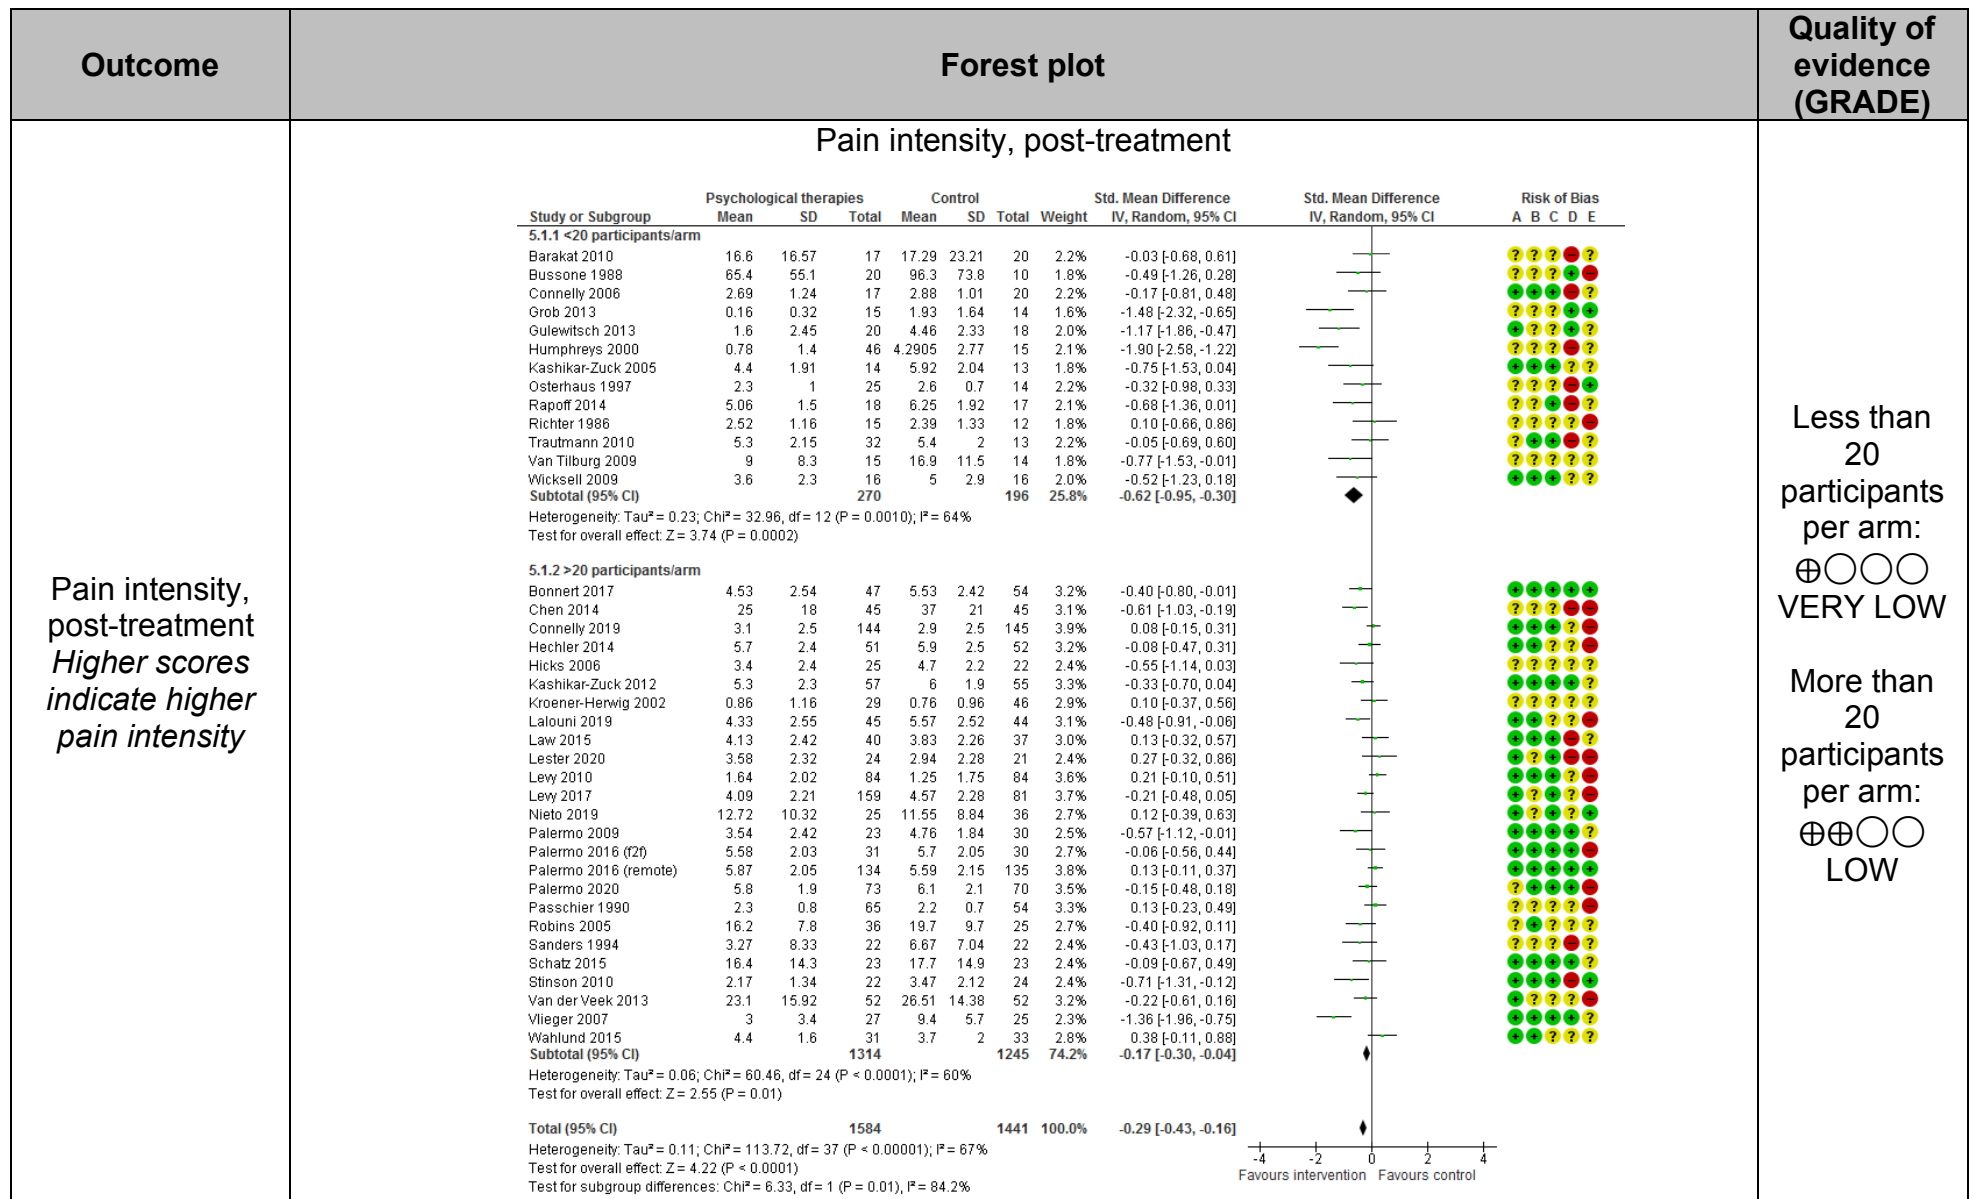 Outcome
Forest plot
Quality of
evidence
(GRADE)
Pain intensity,
post-treatment
Higher scores
indicate higher
pain intensity
Pain intensity, post-treatment
Psychological therapies Control Std. Mean Difference Std. Mean Difference Risk of Bias
Study or Subgroup Mean SD Total Mean SD Total Weight IV, Random, 95% CI IV, Random, 95% CI A B C D E
5.1.1 <20 participants/arm
Barakat 2010 16.6 16.57 17 17.29 23.21 20 2.2% -0.03 [-0.68, 0.61] ? ? ? – ?
Bussone 1988 65.4 55.1 20 96.3 73.8 10 1.8% -0.49 [-1.26, 0.28] ? ? ? + –
Connelly 2006 2.69 1.24 17 2.88 1.01 20 2.2% -0.17 [-0.81, 0.48] + + + – ?
Grob 2013 0.16 0.32 15 1.93 1.64 14 1.6% -1.48 [-2.32, -0.65] ? ? ? + +
Gulewitsch 2013 1.6 2.45 20 4.46 2.33 18 2.0% -1.17 [-1.86, -0.47] + ? ? + ?
Humphreys 2000 0.78 1.4 46 4.2905 2.77 15 2.1% -1.90 [-2.58, -1.22] ? ? ? – ?
Kashikar-Zuck 2005 4.4 1.91 14 5.92 2.04 13 1.8% -0.75 [-1.53, 0.04] + + + ? ?
Osterhaus 1997 2.3 1 25 2.6 0.7 14 2.2% -0.32 [-0.98, 0.33] ? ? ? – +
Rapoff 2014 5.06 1.5 18 6.25 1.92 17 2.1% -0.68 [-1.36, 0.01] ? ? + – ?
Richter 1986 2.52 1.16 15 2.39 1.33 12 1.8% 0.10 [-0.66, 0.86] ? ? ? ? –
Trautmann 2010 5.3 2.15 32 5.4 2 13 2.2% -0.05 [-0.69, 0.60] ? + + – ?
Van Tilburg 2009 9 8.3 15 16.9 11.5 14 1.8% -0.77 [-1.53, -0.01] ? ? ? ? ?
Wicksell 2009 3.6 2.3 16 5 2.9 16 2.0% -0.52 [-1.23, 0.18] + + + ? ?
Subtotal (95% CI) 270 196 25.8% -0.62 [-0.95, -0.30]
Heterogeneity: Tau² = 0.23; Chi² = 32.96, df = 12 (P = 0.0010); I² = 64%
Test for overall effect: Z = 3.74 (P = 0.0002)
5.1.2 >20 participants/arm
Bonnert 2017 4.53 2.54 47 5.53 2.42 54 3.2% -0.40 [-0.80, -0.01] + + + + +
Chen 2014 25 18 45 37 21 45 3.1% -0.61 [-1.03, -0.19] ? ? ? – –
Connelly 2019 3.1 2.5 144 2.9 2.5 145 3.9% 0.08 [-0.15, 0.31] + + + ? –
Hechler 2014 5.7 2.4 51 5.9 2.5 52 3.2% -0.08 [-0.47, 0.31] + + ? ? –
Hicks 2006 3.4 2.4 25 4.7 2.2 22 2.4% -0.55 [-1.14, 0.03] ? ? ? ? ?
Kashikar-Zuck 2012 5.3 2.3 57 6 1.9 55 3.3% -0.33 [-0.70, 0.04] + + + + ?
Kroener-Herwig 2002 0.86 1.16 29 0.76 0.96 46 2.9% 0.10 [-0.37, 0.56] ? ? ? ? ?
Lalouni 2019 4.33 2.55 45 5.57 2.52 44 3.1% -0.48 [-0.91, -0.06] + + ? ? –
Law 2015 4.13 2.42 40 3.83 2.26 37 3.0% 0.13 [-0.32, 0.57] + + + – ?
Lester 2020 3.58 2.32 24 2.94 2.28 21 2.4% 0.27 [-0.32, 0.86] + ? + – –
Levy 2010 1.64 2.02 84 1.25 1.75 84 3.6% 0.21 [-0.10, 0.51] + + + ? –
Levy 2017 4.09 2.21 159 4.57 2.28 81 3.7% -0.21 [-0.48, 0.05] + ? + ? –
Nieto 2019 12.72 10.32 25 11.55 8.84 36 2.7% 0.12 [-0.39, 0.63] + ? + ? +
Palermo 2009 3.54 2.42 23 4.76 1.84 30 2.5% -0.57 [-1.12, -0.01] + + + + ?
Palermo 2016 (f2f) 5.58 2.03 31 5.7 2.05 30 2.7% -0.06 [-0.56, 0.44] + + + + –
Palermo 2016 (remote) 5.87 2.05 134 5.59 2.15 135 3.8% 0.13 [-0.11, 0.37] + + + + +
Palermo 2020 5.8 1.9 73 6.1 2.1 70 3.5% -0.15 [-0.48, 0.18] ? + + + –
Passchier 1990 2.3 0.8 65 2.2 0.7 54 3.3% 0.13 [-0.23, 0.49] ? ? ? ? –
Robins 2005 16.2 7.8 36 19.7 9.7 25 2.7% -0.40 [-0.92, 0.11] ? + ? ? ?
Sanders 1994 3.27 8.33 22 6.67 7.04 22 2.4% -0.43 [-1.03, 0.17] ? ? ? – ?
Schatz 2015 16.4 14.3 23 17.7 14.9 23 2.4% -0.09 [-0.67, 0.49] + + + + ?
Stinson 2010 2.17 1.34 22 3.47 2.12 24 2.4% -0.71 [-1.31, -0.12] + + + – +
Van der Veek 2013 23.1 15.92 52 26.51 14.38 52 3.2% -0.22 [-0.61, 0.16] + ? ? ? –
Vlieger 2007 3 3.4 27 9.4 5.7 25 2.3% -1.36 [-1.96, -0.75] + + + + ?
Wahlund 2015 4.4 1.6 31 3.7 2 33 2.8% 0.38 [-0.11, 0.88] + + ? ? ?
Subtotal (95% CI) 1314 1245 74.2% -0.17 [-0.30, -0.04]
Heterogeneity: Tau² = 0.06; Chi² = 60.46, df = 24 (P < 0.0001); I² = 60%
Test for overall effect: Z = 2.55 (P = 0.01)
Total (95% CI) 1584 1441 100.0% -0.29 [-0.43, -0.16]
Heterogeneity: Tau² = 0.11; Chi² = 113.72, df = 37 (P < 0.00001); I² = 67%
Test for overall effect: Z = 4.22 (P < 0.0001)
Test for subgroup differences: Chi² = 6.33, df = 1 (P = 0.01), I² = 84.2%
-4 -2 0 2 4
Favours intervention Favours control
Less than
20
participants
per arm:
⊕◯◯◯
VERY LOW
More than
20
participants
per arm:
⊕⊕◯◯
LOW